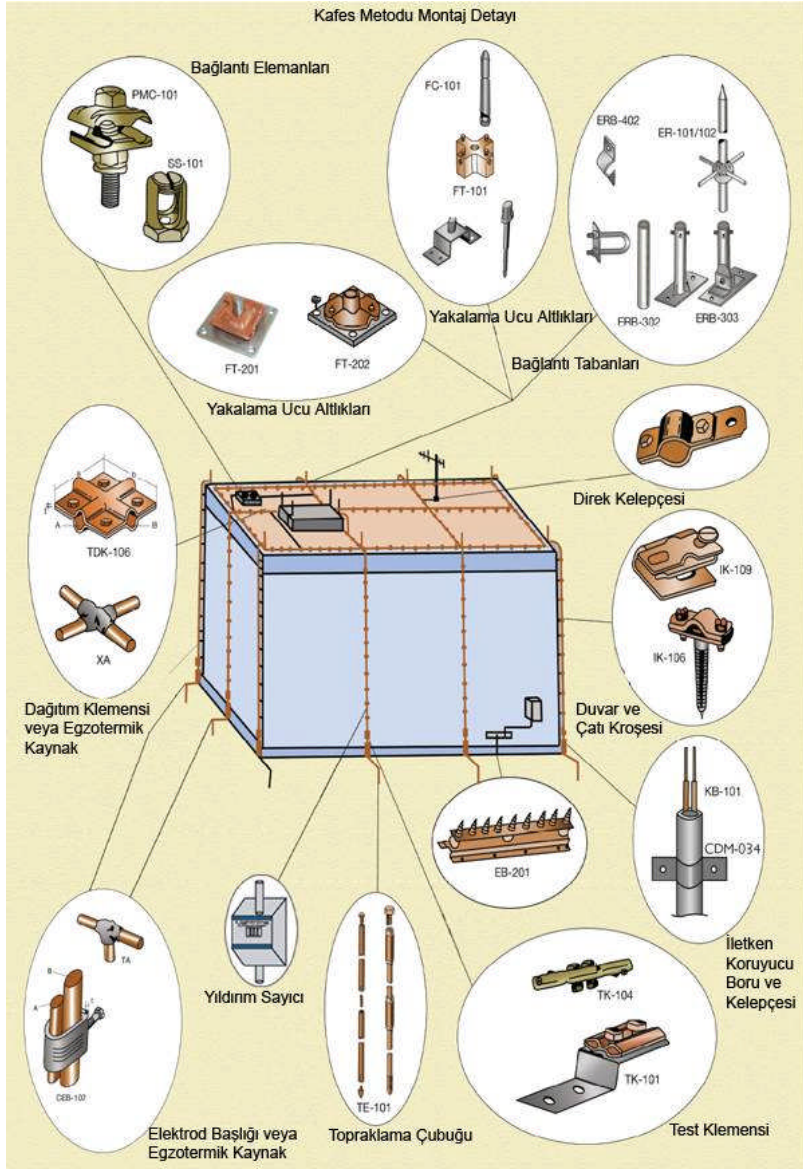 Kafes Metodu Montaj Detayı
Bağlantı Elemanları
PMC-101
SS-101
FC-101
FT-101
Yakalama Ucu Altlıkları
ERB-402
ER-101/102
ERB-302
ERB-303
Bağlantı Tabanları
FT-201
FT-202
Yakalama Ucu Altlıkları
Direk Kelepçesi
A
B
TDK-106
XA
Dağıtım Klemensi
veya Egzotermik
Kaynak
IK-109
IK-106
Duvar ve
Çatı Kroşesi
KB-101
CDM-034
İletken
Koruyucu
Boru ve
Kelepçesi
EB-201
TA
B
A
Elektrod Başlığı veya
Egzotermik Kaynak
Yıldırım Sayıcı
TE-101
Topraklama Çubuğu
TK-104
TK-101
Test Klemensi